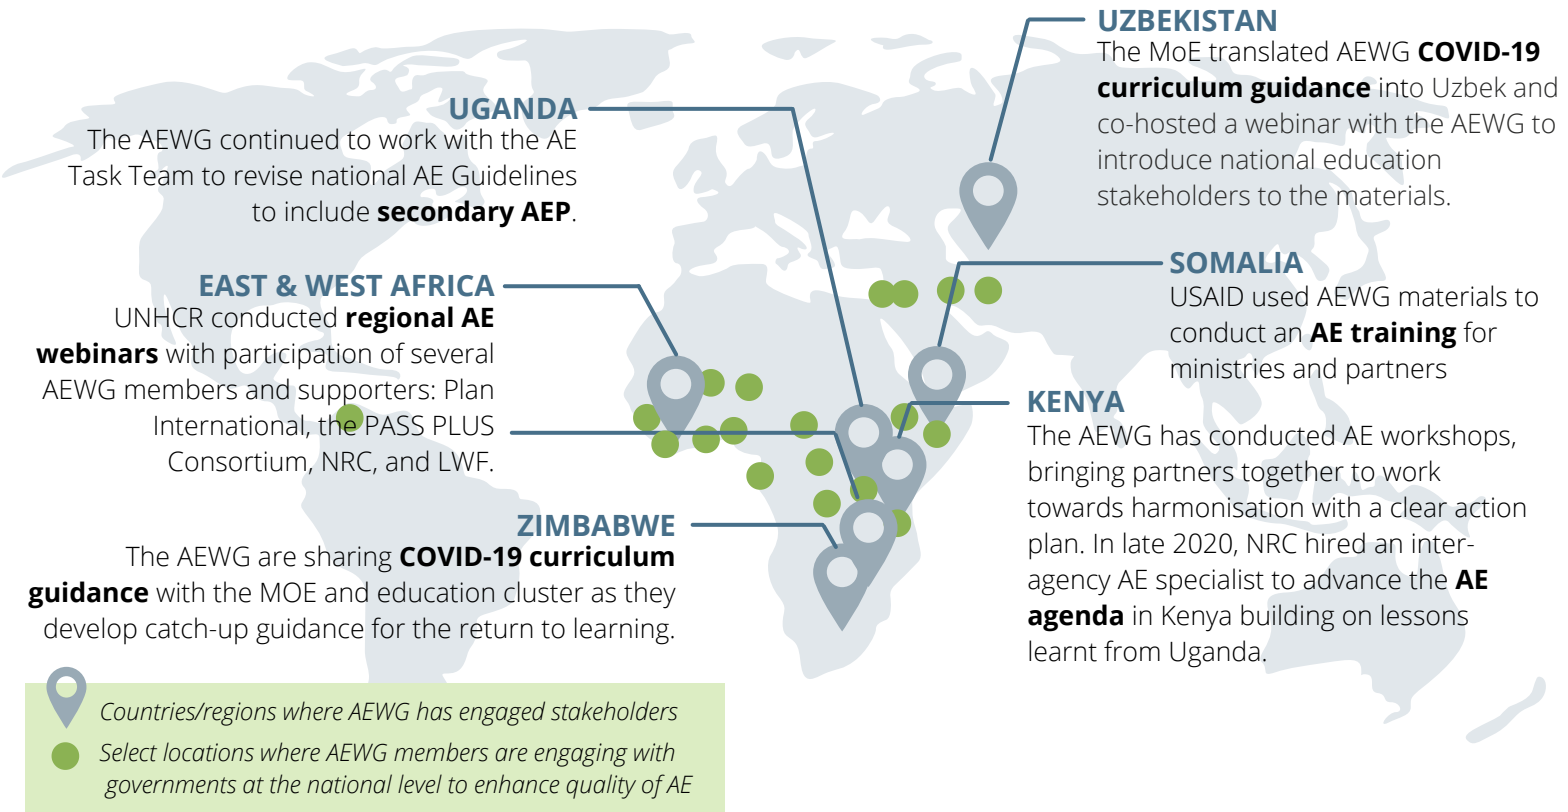 UGANDA
The AEWG continued to work with the AE
Task Team to revise national AE Guidelines
to include secondary AEP.
EAST & WEST AFRICA
UNHCR conducted regional AE
webinars with participation of several
AEWG members and supporters: Plan
International, the PASS PLUS
Consortium, NRC, and LWF.
ZIMBABWE
The AEWG are sharing COVID-19 curriculum
guidance with the MOE and education cluster as they
develop catch-up guidance for the return to learning.
UZBEKISTAN
The MoE translated AEWG COVID-19
curriculum guidance into Uzbek and
co-hosted a webinar with the AEWG to
introduce national education
stakeholders to the materials.
SOMALIA
USAID used AEWG materials to
conduct an AE training for
ministries and partners
KENYA
The AEWG has conducted AE workshops,
bringing partners together to work
towards harmonisation with a clear action
plan. In late 2020, NRC hired an inter-
agency AE specialist to advance the AE
agenda in Kenya building on lessons
learnt from Uganda.
Countries/regions where AEWG has engaged stakeholders
Select locations where AEWG members are engaging with
governments at the national level to enhance quality of AE